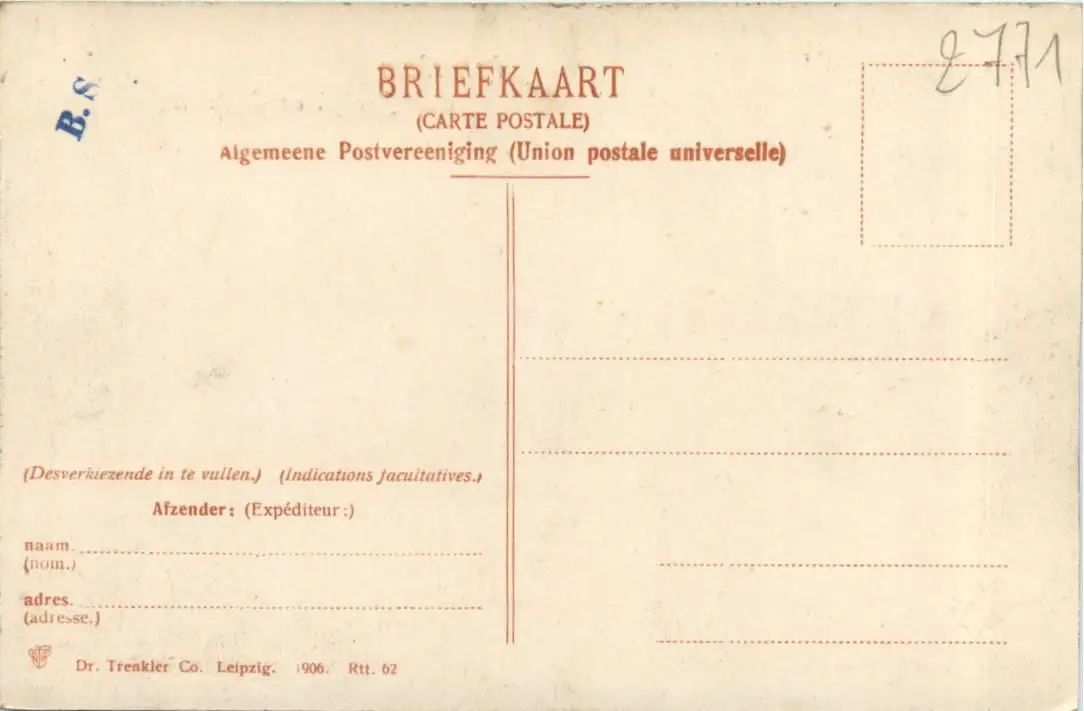 2771
B. S
BRIEFKAART
(CARTE POSTALE)
Algemeene Postvereeniging (Union postale universelle)
(Desverkiezende in te vullen.) (Indications facultatives.)
Afzender: (Expéditeur:)
naam.
(nom.)
adres.
(adresse.)
Dr. Trenkler Co. Leipzig. 1906. Rtt. 62